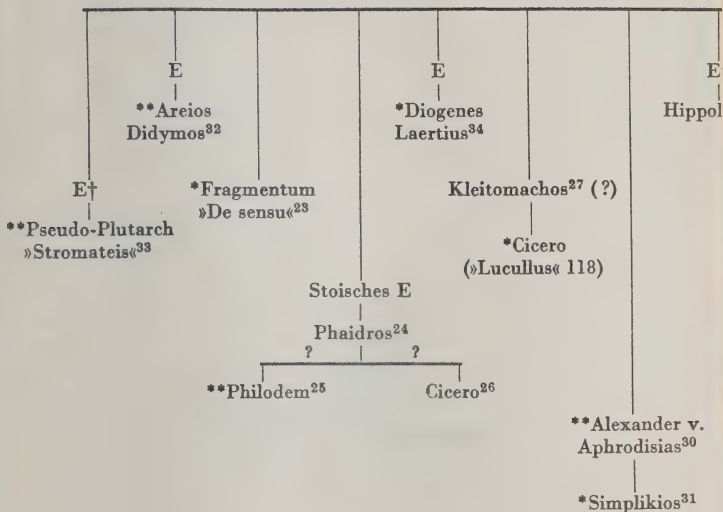 E
**Areios
Didymos³²
E
*Diogenes
Laertius³⁴
E
Hippol
E†
**Pseudo-Plutarch
»Stromateis«³³
*Fragmentum
»De sensu«²³
Kleitomachos²⁷ (?)
*Cicero
(»Lucullus« 118)
Stoisches E
Phaidros²⁴
? ?
**Philodem²⁵
Cicero²⁶
**Alexander v.
Aphrodisias³⁰
*Simplikios³¹